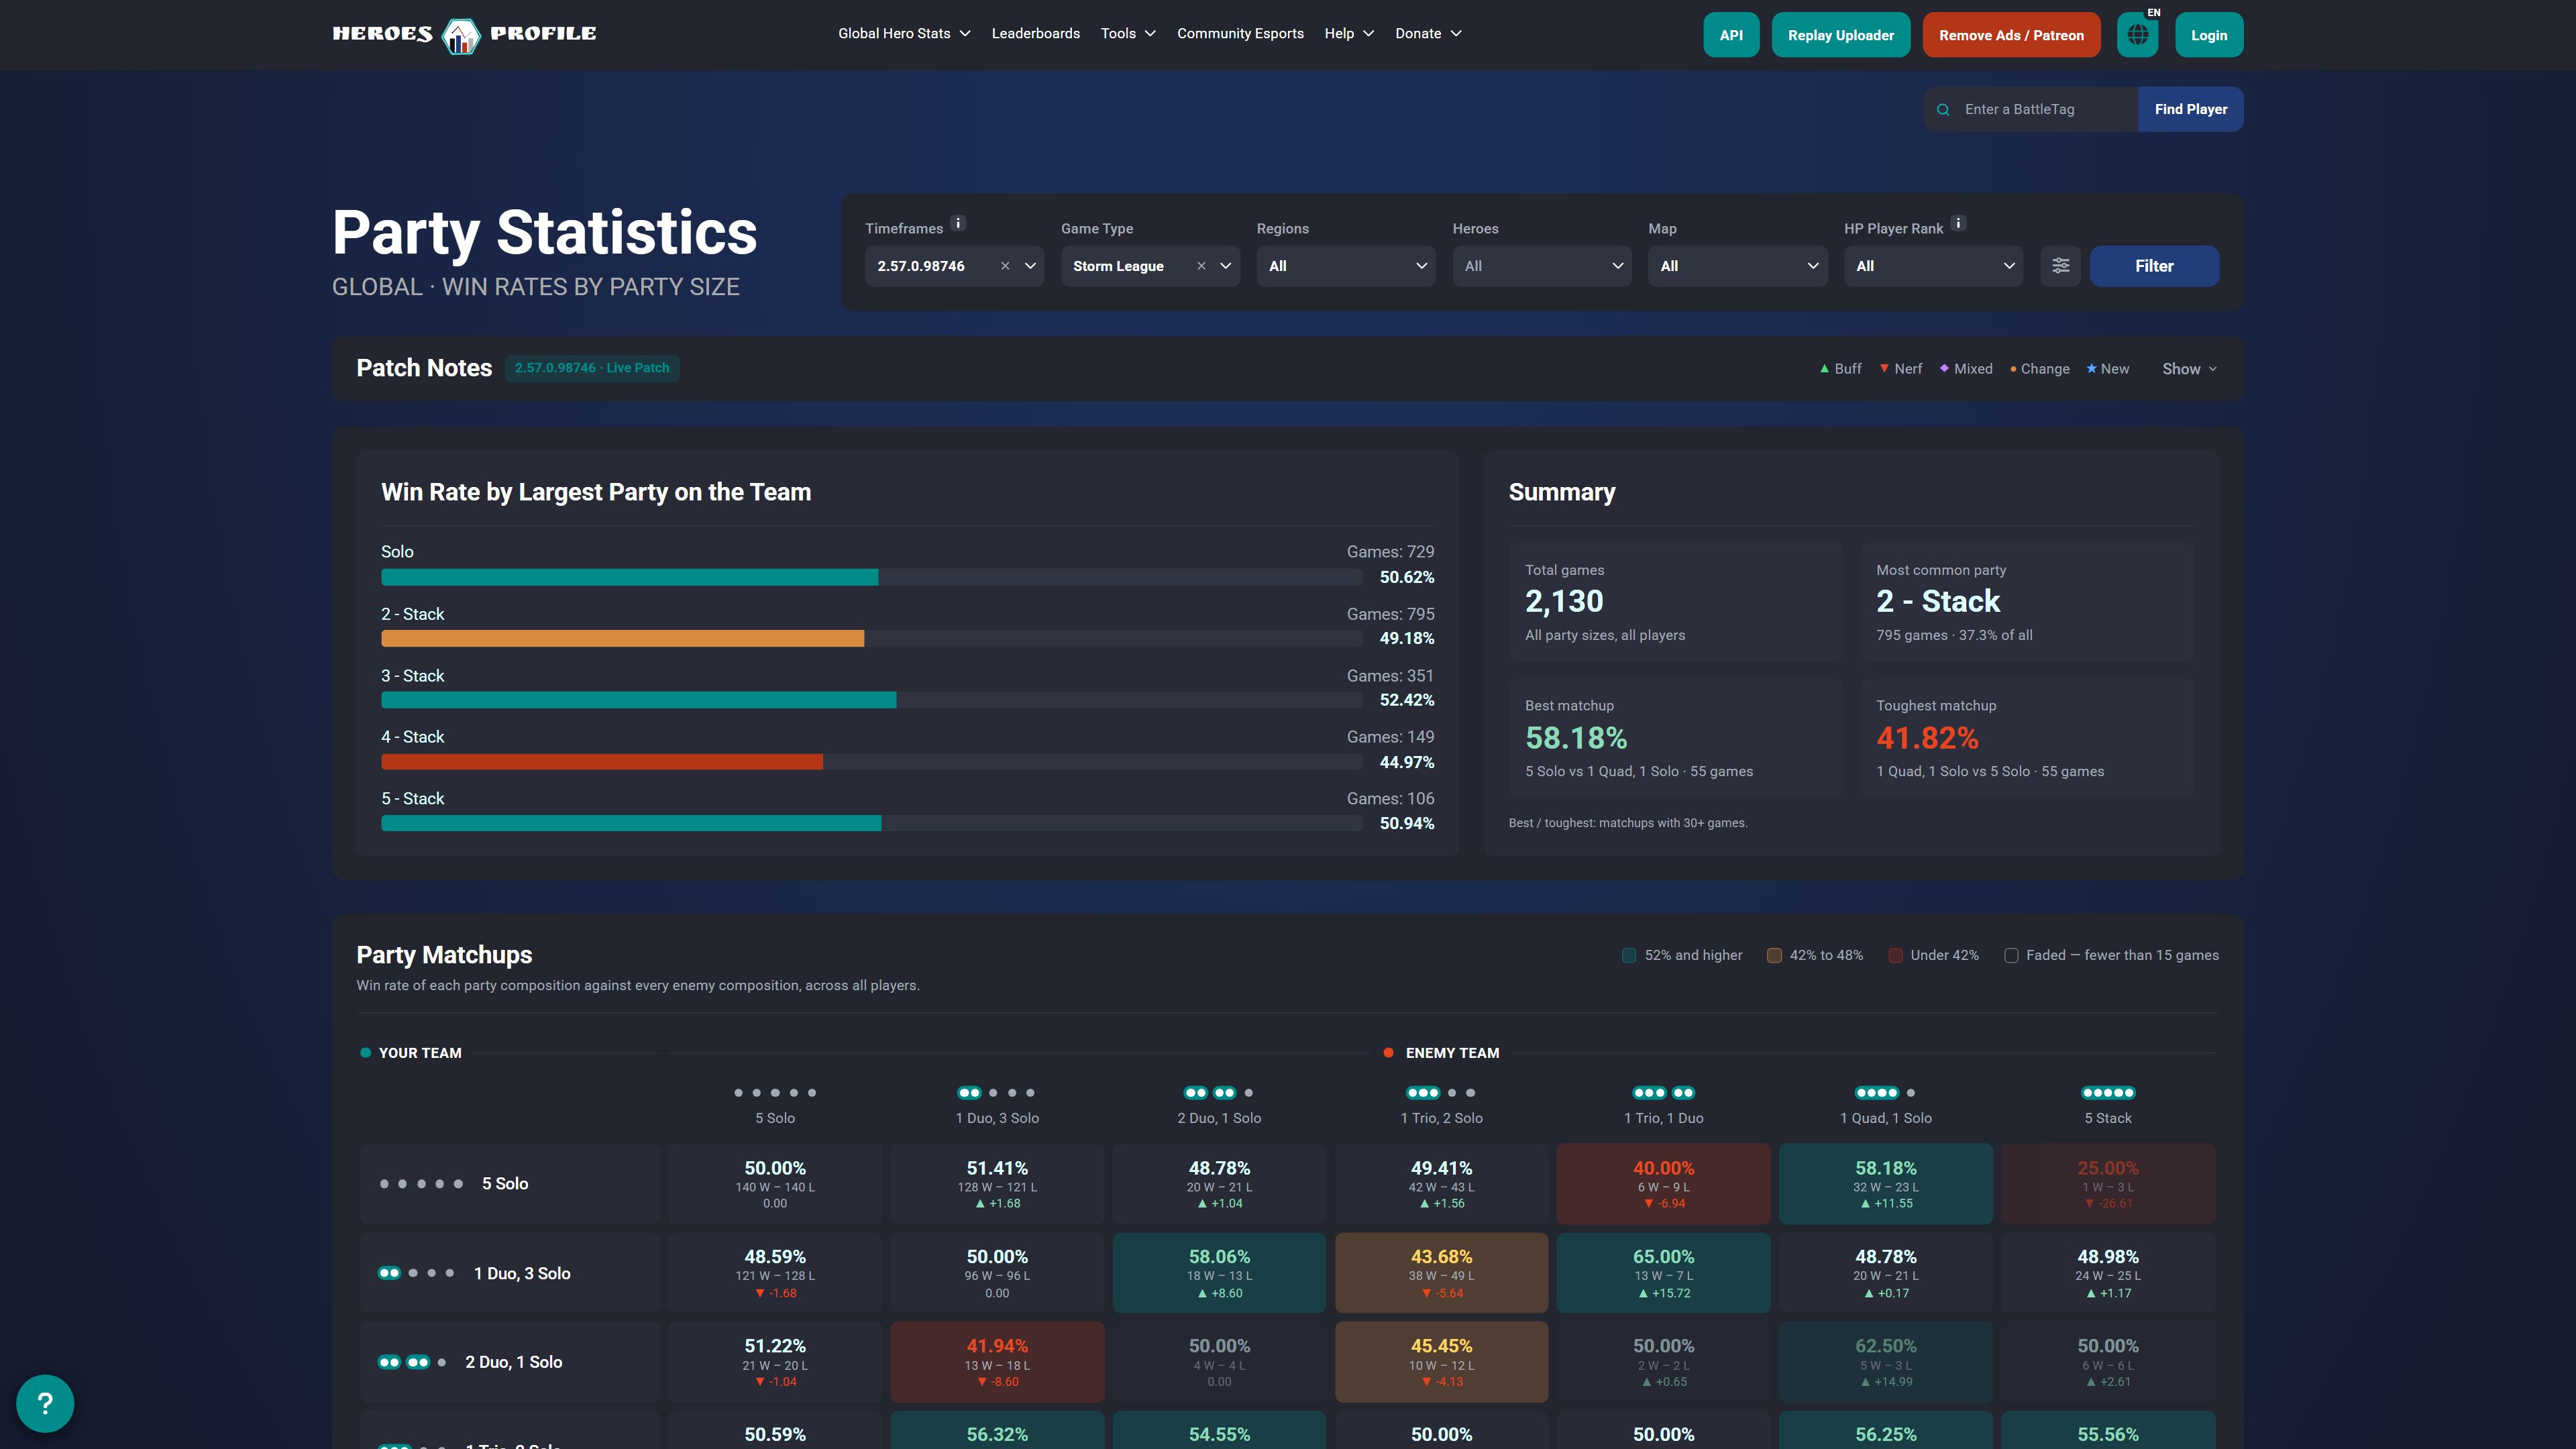 HEROES PROFILE
Global Hero Stats Leaderboards Tools Community Esports Help Donate
API Replay Uploader Remove Ads / Patreon EN Login
Enter a BattleTag Find Player
Party Statistics
GLOBAL · WIN RATES BY PARTY SIZE
Timeframes i Game Type Regions Heroes Map HP Player Rank i
2.57.0.98746 × Storm League × All All All All Filter
Patch Notes 2.57.0.98746 · Live Patch ▲ Buff ▼ Nerf ◆ Mixed ● Change ★ New Show
Win Rate by Largest Party on the Team
Solo Games: 729
50.62%
2 - Stack Games: 795
49.18%
3 - Stack Games: 351
52.42%
4 - Stack Games: 149
44.97%
5 - Stack Games: 106
50.94%
Summary
Total games
2,130
All party sizes, all players
Most common party
2 - Stack
795 games · 37.3% of all
Best matchup
58.18%
5 Solo vs 1 Quad, 1 Solo · 55 games
Toughest matchup
41.82%
1 Quad, 1 Solo vs 5 Solo · 55 games
Best / toughest: matchups with 30+ games.
Party Matchups
Win rate of each party composition against every enemy composition, across all players.
52% and higher 42% to 48% Under 42% Faded — fewer than 15 games
YOUR TEAM ENEMY TEAM
5 Solo 1 Duo, 3 Solo 2 Duo, 1 Solo 1 Trio, 2 Solo 1 Trio, 1 Duo 1 Quad, 1 Solo 5 Stack
5 Solo
50.00% 51.41% 48.78% 49.41% 40.00% 58.18% 25.00%
140 W – 140 L 128 W – 121 L 20 W – 21 L 42 W – 43 L 6 W – 9 L 32 W – 23 L 1 W – 3 L
0.00 ▲ +1.68 ▲ +1.04 ▲ +1.56 ▼ -6.94 ▲ +11.55 ▼ -26.61
1 Duo, 3 Solo
48.59% 50.00% 58.06% 43.68% 65.00% 48.78% 48.98%
121 W – 128 L 96 W – 96 L 18 W – 13 L 38 W – 49 L 13 W – 7 L 20 W – 21 L 24 W – 25 L
▼ -1.68 0.00 ▲ +8.60 ▼ -5.64 ▲ +15.72 ▲ +0.17 ▲ +1.17
2 Duo, 1 Solo
51.22% 41.94% 50.00% 45.45% 50.00% 62.50% 50.00%
21 W – 20 L 13 W – 18 L 4 W – 4 L 10 W – 12 L 2 W – 2 L 5 W – 3 L 6 W – 6 L
▼ -1.04 ▼ -8.60 0.00 ▼ -4.13 ▲ +0.65 ▲ +14.99 ▲ +2.61
50.59% 56.32% 54.55% 50.00% 50.00% 56.25% 55.56%
?